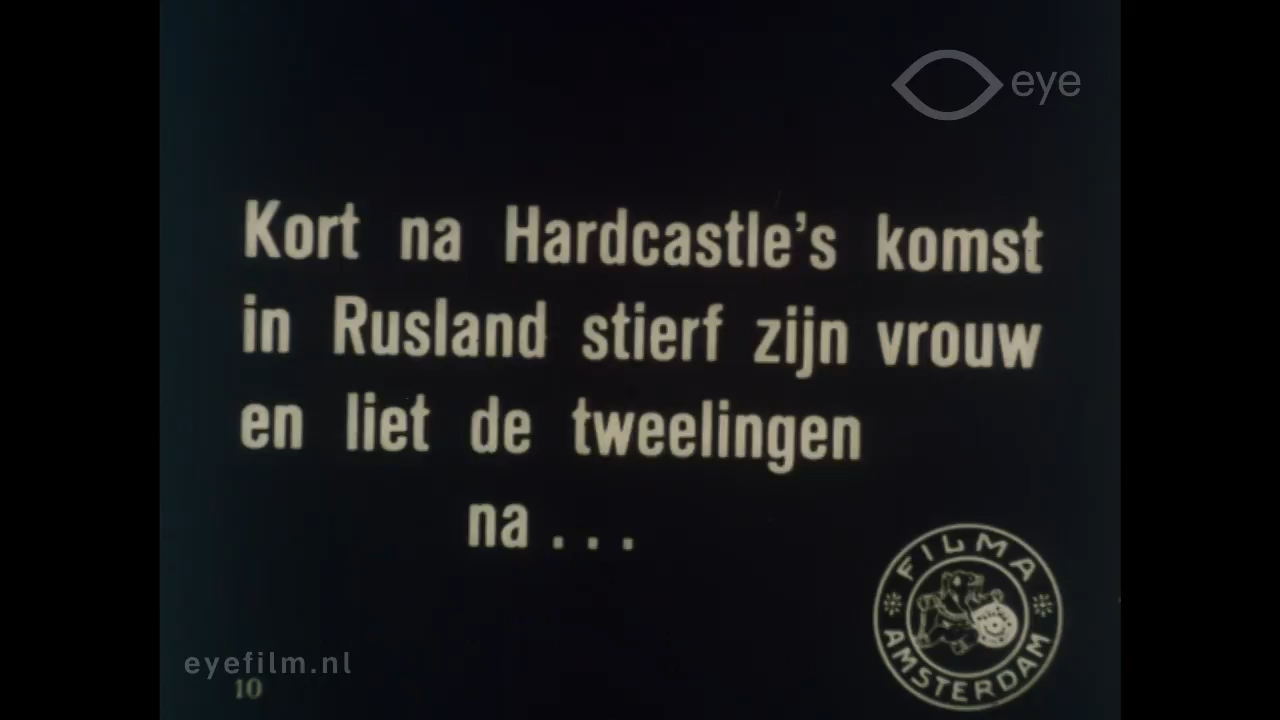 eye
Kort na Hardcastle's komst
in Rusland stierf zijn vrouw
en liet de tweelingen
na...
FILMA
AMSTERDAM
eyefilm.nl
10